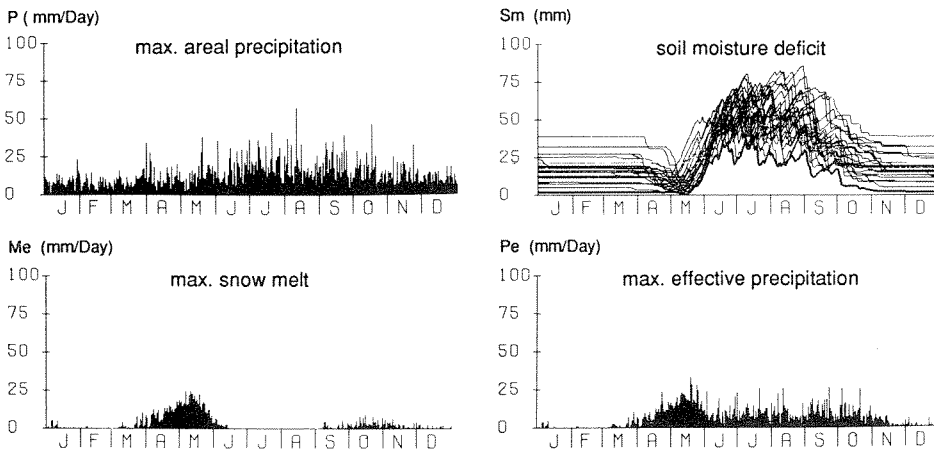 P ( mm/Day)
max. areal precipitation
100
75
50
25
0
J F M A M J J A S O N D
Sm (mm)
soil moisture deficit
100
75
50
25
0
J F M A M J J A S O N D
Me (mm/Day)
max. snow melt
100
75
50
25
0
J F M A M J J A S O N D
Pe (mm/Day)
max. effective precipitation
100
75
50
25
0
J F M A M J J A S O N D